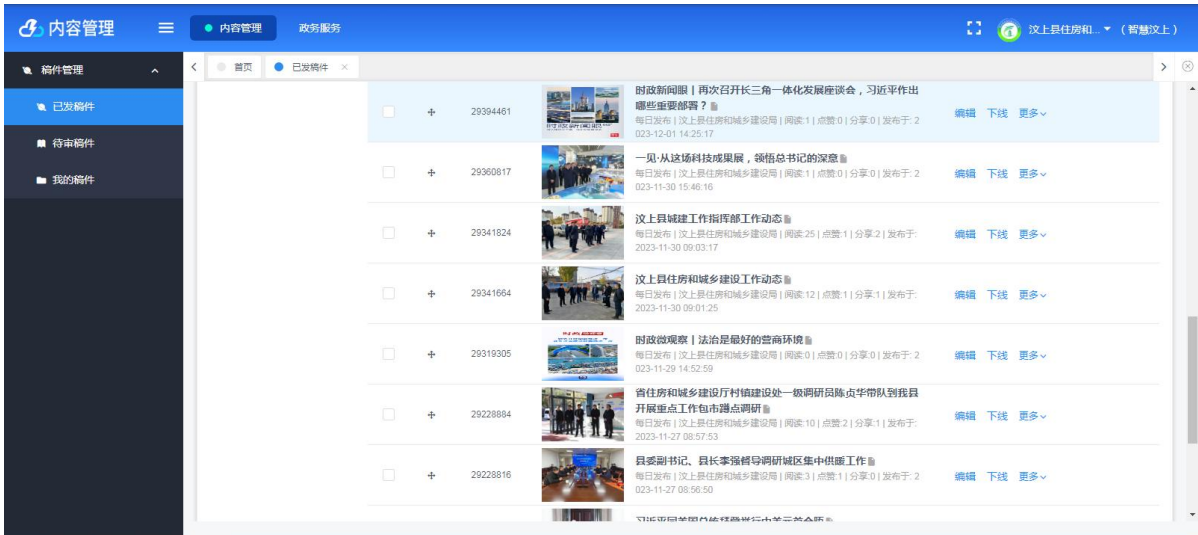 内容管理
内容管理
政务服务
汶上县住房和... (智慧汶上)
稿件管理
首页
已发稿件
已发稿件
待审稿件
我的稿件
29394461
时政新闻眼丨再次召开长三角一体化发展座谈会，习近平作出
哪些重要部署？
每日发布 | 汶上县住房和城乡建设局 | 阅读:1 | 点赞:0 | 分享:0 | 发布于: 2
023-12-01 14:25:17
编辑 下线 更多
29360817
一见·从这场科技成果展，领悟总书记的深意
每日发布 | 汶上县住房和城乡建设局 | 阅读:1 | 点赞:0 | 分享:0 | 发布于: 2
023-11-30 15:46:16
编辑 下线 更多
29341824
汶上县城建工作指挥部工作动态
每日发布 | 汶上县住房和城乡建设局 | 阅读:25 | 点赞:1 | 分享:2 | 发布于:
2023-11-30 09:03:17
编辑 下线 更多
29341664
汶上县住房和城乡建设工作动态
每日发布 | 汶上县住房和城乡建设局 | 阅读:12 | 点赞:1 | 分享:1 | 发布于:
2023-11-30 09:01:25
编辑 下线 更多
29319305
时政微观察丨法治是最好的营商环境
每日发布 | 汶上县住房和城乡建设局 | 阅读:0 | 点赞:0 | 分享:0 | 发布于: 2
023-11-29 14:52:59
编辑 下线 更多
29228884
省住房和城乡建设厅村镇建设处一级调研员陈贞华带队到我县
开展重点工作包市蹲点调研
每日发布 | 汶上县住房和城乡建设局 | 阅读:10 | 点赞:2 | 分享:1 | 发布于:
2023-11-27 08:57:53
编辑 下线 更多
29228816
县委副书记、县长李强督导调研城区集中供暖工作
每日发布 | 汶上县住房和城乡建设局 | 阅读:3 | 点赞:1 | 分享:1 | 发布于: 2
023-11-27 08:56:50
编辑 下线 更多
习近平同美国总统拜登举行中美元首会晤